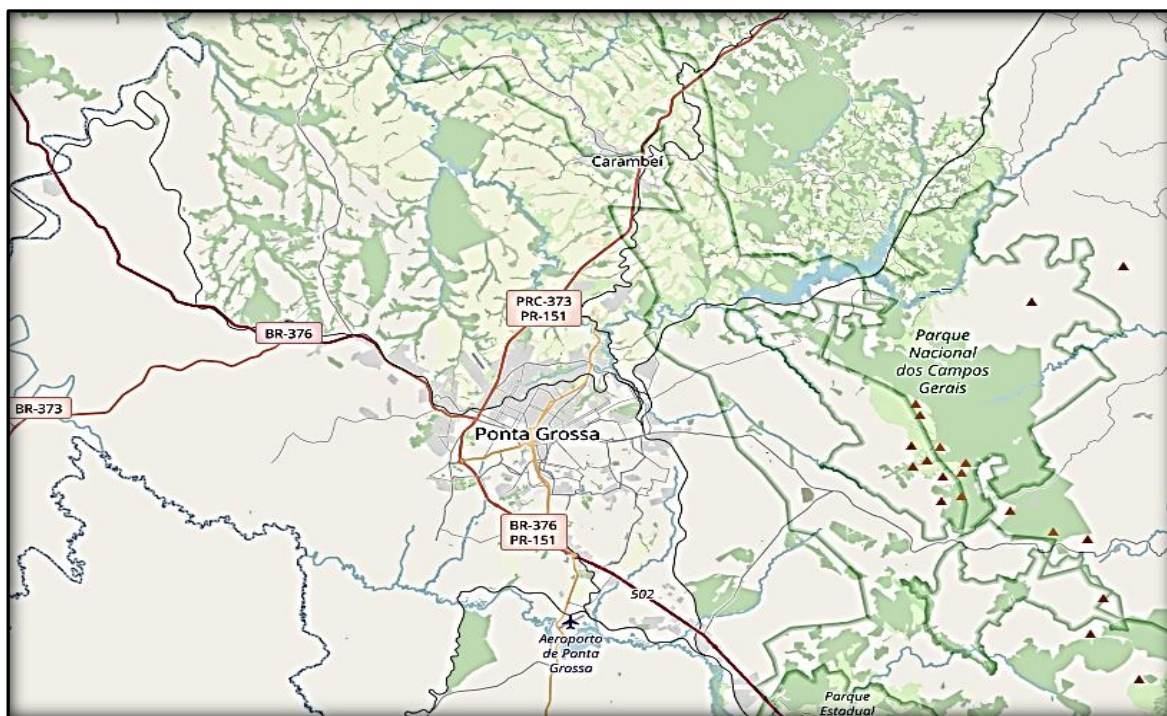 Carambeí
PRC-373
PR-151
BR-376
Parque
Nacional
dos Campos
Gerais
BR-373
Ponta Grossa
BR-376
PR-151
502
Aeroporto
de Ponta
Grossa
Parque
Estadual